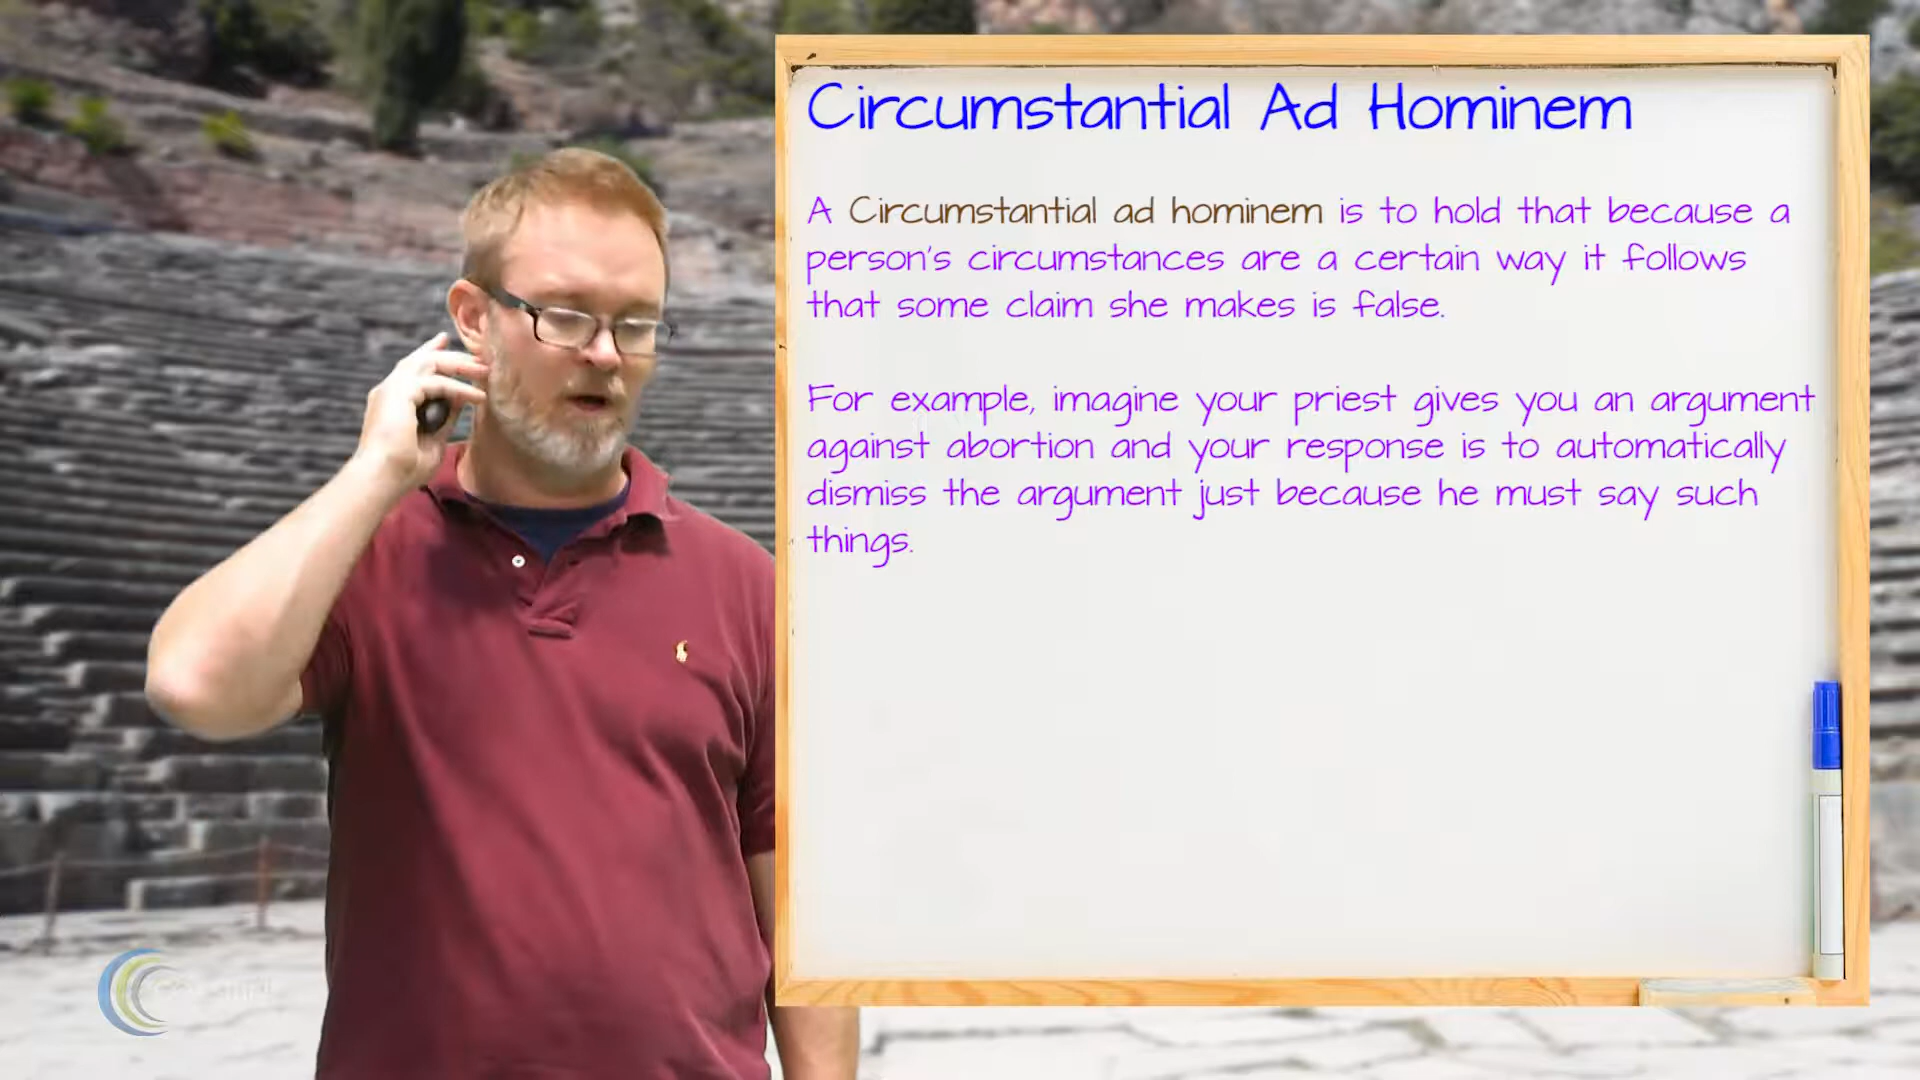 Circumstantial Ad Hominem
A Circumstantial ad hominem is to hold that because a
person's circumstances are a certain way it follows
that some claim she makes is false.
For example, imagine your priest gives you an argument
against abortion and your response is to automatically
dismiss the argument just because he must say such
things.